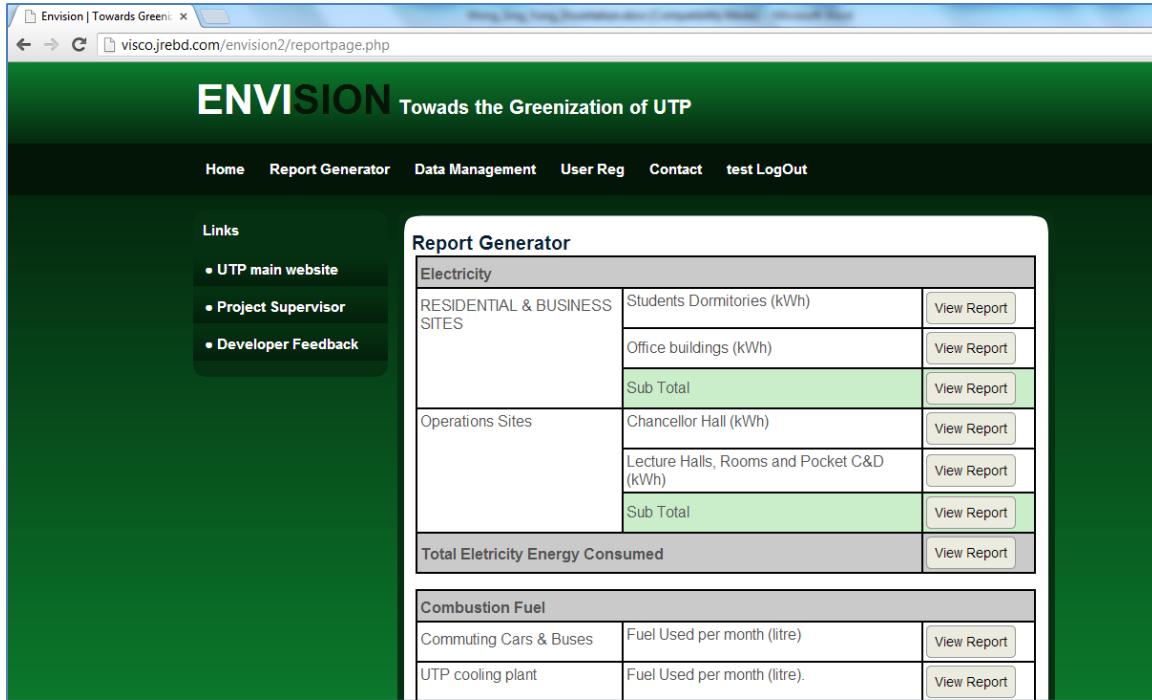 Envision | Towards Greeni
visco.jrebd.com/envision2/reportpage.php
ENVISION Towads the Greenization of UTP
Home Report Generator Data Management User Reg Contact test LogOut
Links
• UTP main website
• Project Supervisor
• Developer Feedback
Report Generator
Electricity
RESIDENTIAL & BUSINESS
SITES
Students Dormitories (kWh)
View Report
Office buildings (kWh)
View Report
Sub Total
View Report
Operations Sites
Chancellor Hall (kWh)
View Report
Lecture Halls, Rooms and Pocket C&D
(kWh)
View Report
Sub Total
View Report
Total Eletricity Energy Consumed
View Report
Combustion Fuel
Commuting Cars & Buses
Fuel Used per month (litre)
View Report
UTP cooling plant
Fuel Used per month (litre).
View Report